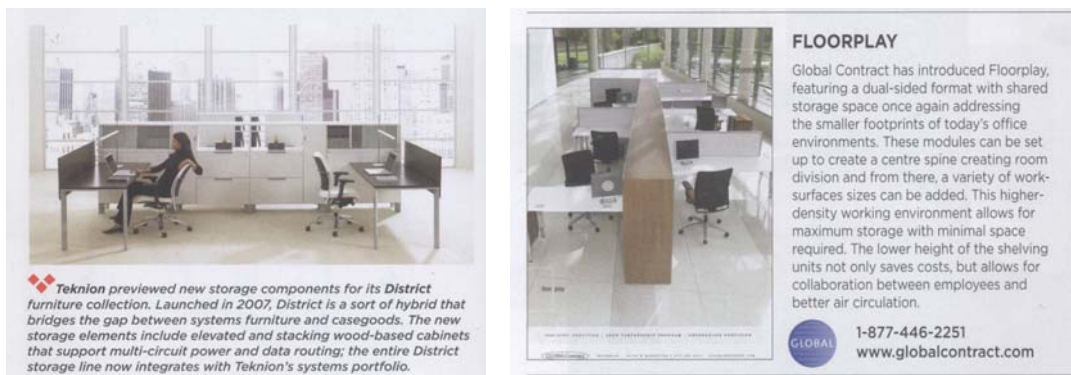 Teknion previewed new storage components for its District
furniture collection. Launched in 2007, District is a sort of hybrid that
bridges the gap between systems furniture and casegoods. The new
storage elements include elevated and stacking wood-based cabinets
that support multi-circuit power and data routing; the entire District
storage line now integrates with Teknion's systems portfolio.
FLOORPLAY
Global Contract has introduced Floorplay,
featuring a dual-sided format with shared
storage space once again addressing
the smaller footprints of today's office
environments. These modules can be set
up to create a centre spine creating room
division and from there, a variety of work-
surfaces sizes can be added. This higher-
density working environment allows for
maximum storage with minimal space
required. The lower height of the shelving
units not only saves costs, but allows for
collaboration between employees and
better air circulation.
GLOBAL
1-877-446-2251
www.globalcontract.com